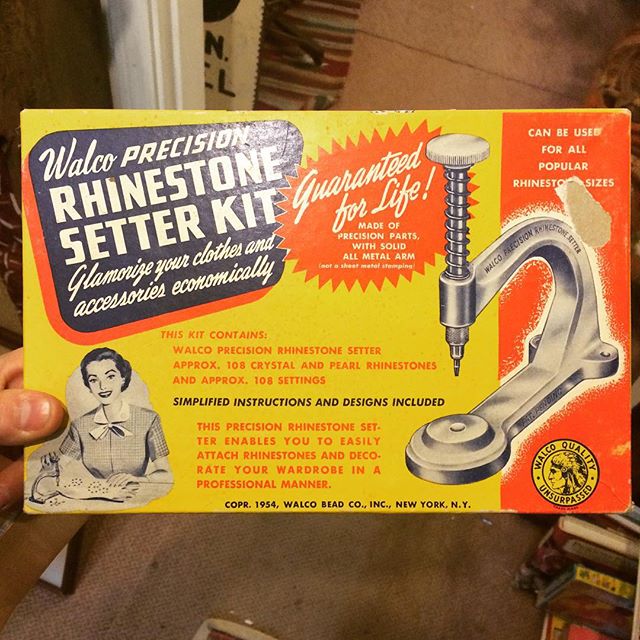 N.
L
Walco PRECISION
RHINESTONE
SETTER KIT
Glamorize your clothes and
accessories economically
Guaranteed
for Life!
MADE OF
PRECISION PARTS,
WITH SOLID
ALL METAL ARM
(not a sheet metal stamping)
CAN BE USED
FOR ALL
POPULAR
SIZES
WALCO PRECISION RHINESTONE SETTER
THIS KIT CONTAINS:
WALCO PRECISION RHINESTONE SETTER
APPROX. 108 CRYSTAL AND PEARL RHINESTONES
AND APPROX. 108 SETTINGS
SIMPLIFIED INSTRUCTIONS AND DESIGNS INCLUDED
THIS PRECISION RHINESTONE SET-
TER ENABLES YOU TO EASILY
ATTACH RHINESTONES AND DECO-
RATE YOUR WARDROBE IN A
PROFESSIONAL MANNER.
WALCO QUALITY
UNSURPASSED
TRADE MARK
COPR. 1954, WALCO BEAD CO., INC., NEW YORK, N.Y.